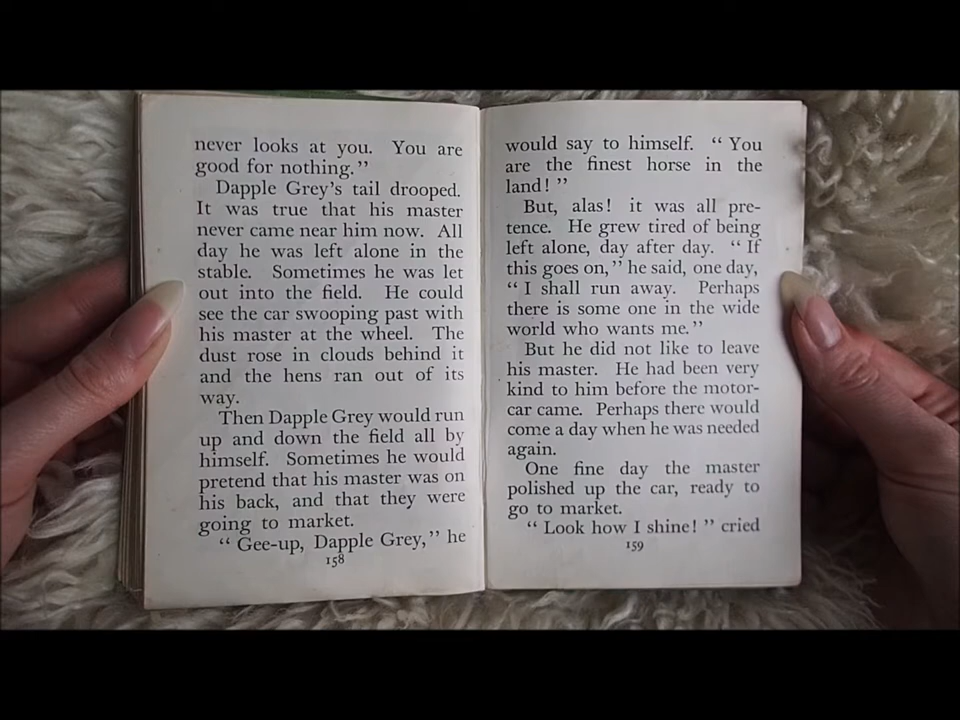 never looks at you. You are
good for nothing.”
Dapple Grey’s tail drooped.
It was true that his master
never came near him now. All
day he was left alone in the
stable. Sometimes he was let
out into the field. He could
see the car swooping past with
his master at the wheel. The
dust rose in clouds behind it
and the hens ran out of its
way.
Then Dapple Grey would run
up and down the field all by
himself. Sometimes he would
pretend that his master was on
his back, and that they were
going to market.
“ Gee-up, Dapple Grey,” he
158
would say to himself. “ You
are the finest horse in the
land! ”
But, alas! it was all pre-
tence. He grew tired of being
left alone, day after day. “ If
this goes on,” he said, one day,
“ I shall run away. Perhaps
there is some one in the wide
world who wants me.”
But he did not like to leave
his master. He had been very
kind to him before the motor-
car came. Perhaps there would
come a day when he was needed
again.
One fine day the master
polished up the car, ready to
go to market.
“ Look how I shine! ” cried
159